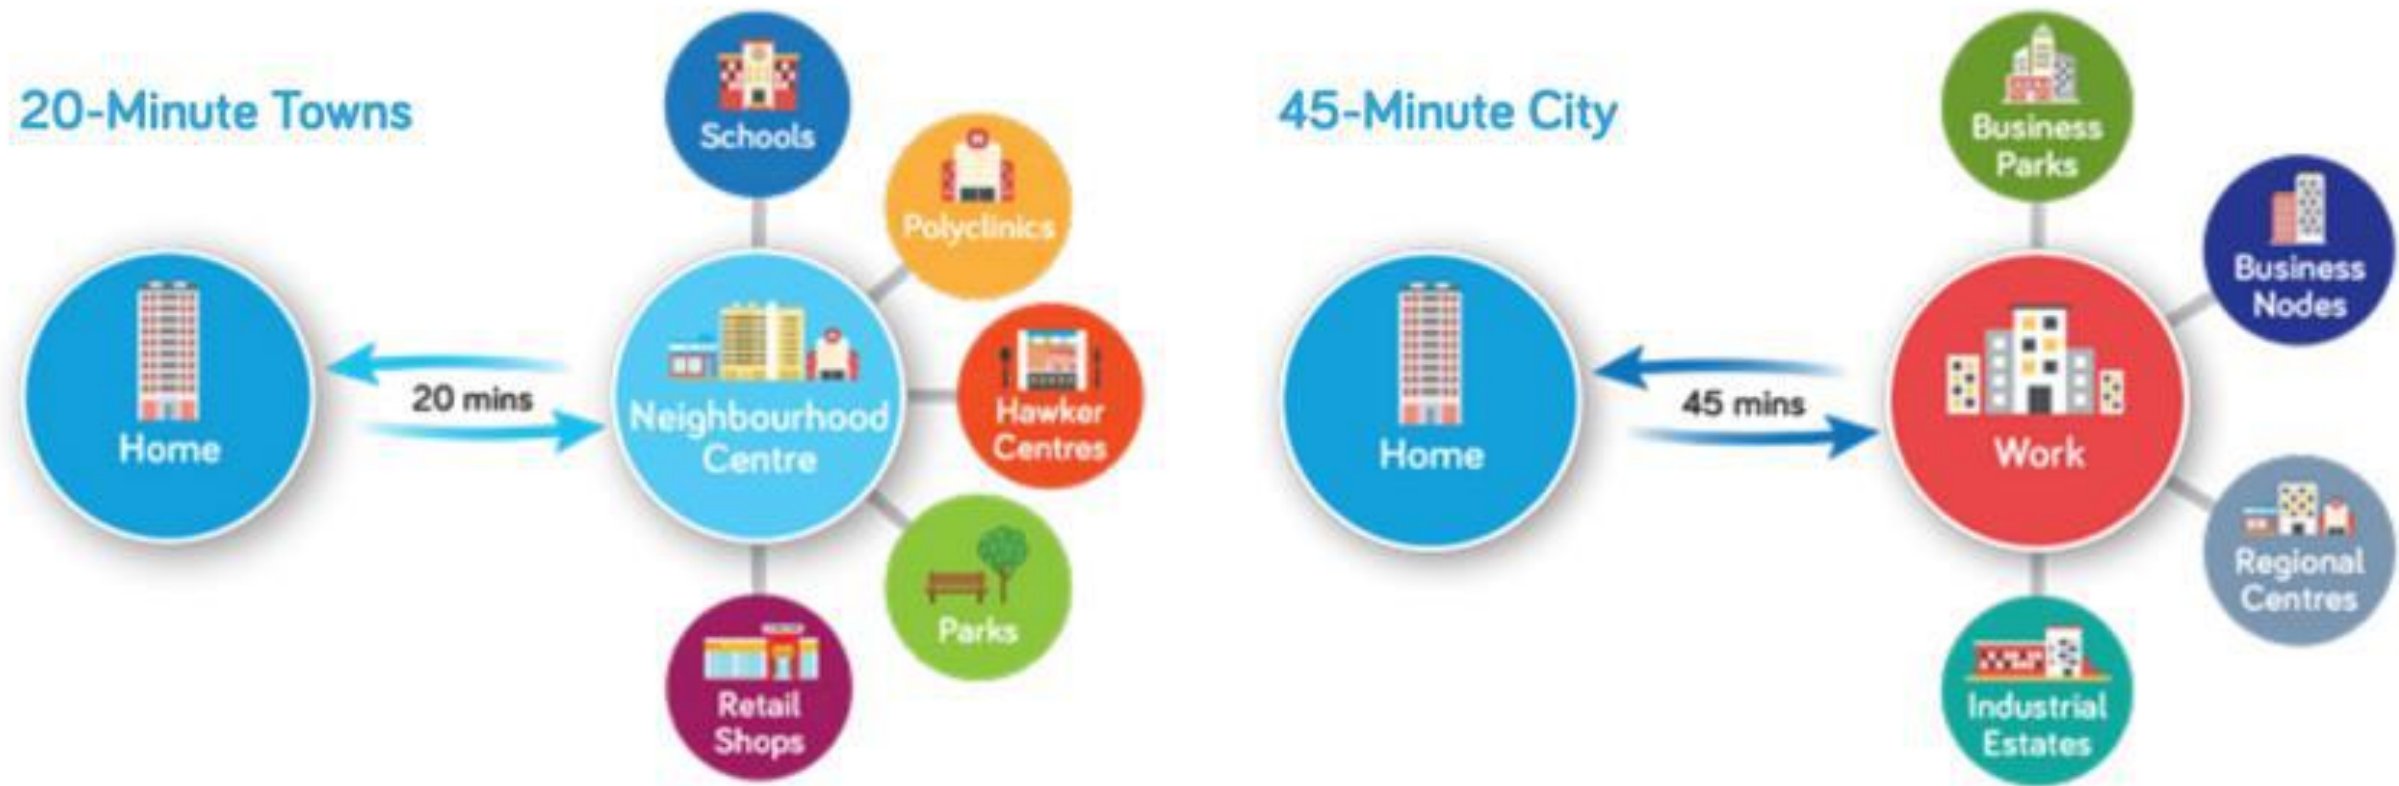 20-Minute Towns
Schools
Polyclinics
Home
20 mins
Neighbourhood
Centre
Hawker
Centres
Parks
Retail
Shops
45-Minute City
Business
Parks
Business
Nodes
Home
45 mins
Work
Regional
Centres
Industrial
Estates